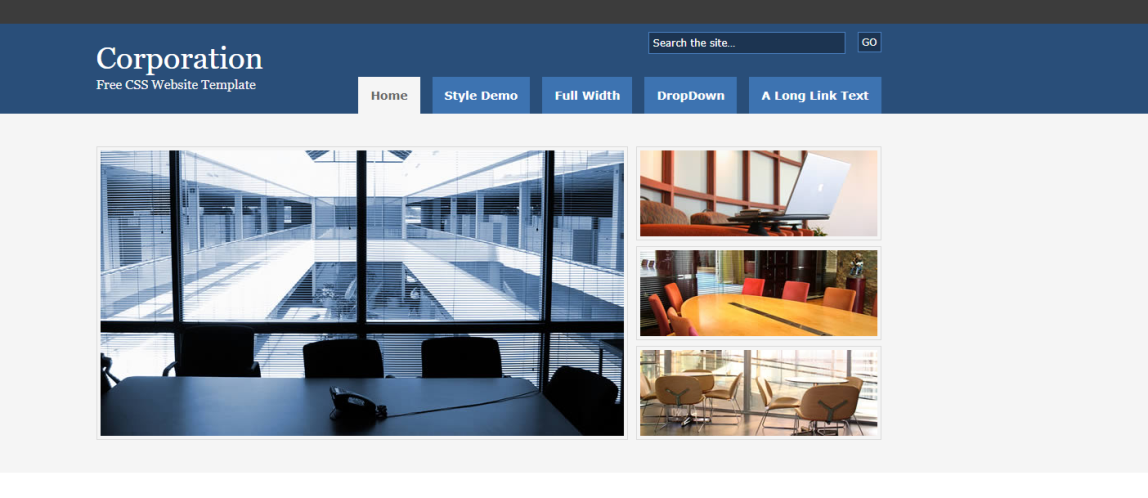 Corporation
Free CSS Website Template
Search the site...
GO
Home
Style Demo
Full Width
DropDown
A Long Link Text